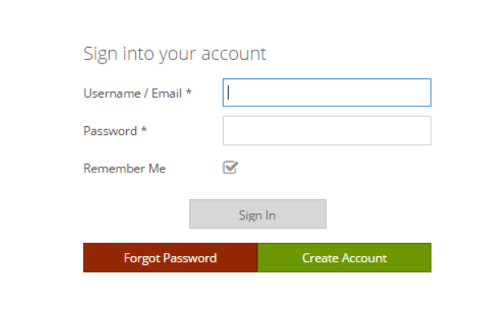 Sign into your account
Username / Email *
Password *
Remember Me
Sign In
Forgot Password Create Account